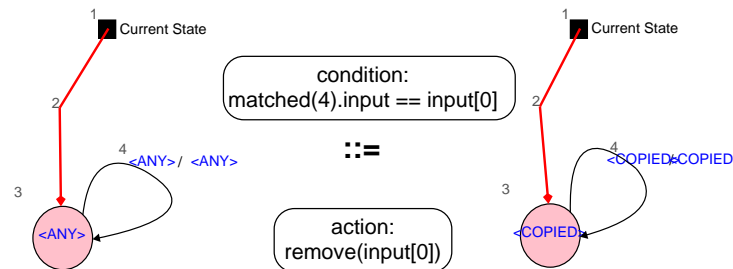 1
Current State
2
4
<ANY> / <ANY>
3
<ANY>
condition:
matched(4).input == input[0]
::=
action:
remove(input[0])
1
Current State
2
4
<COPIED>/<COPIED
3
<COPIED>